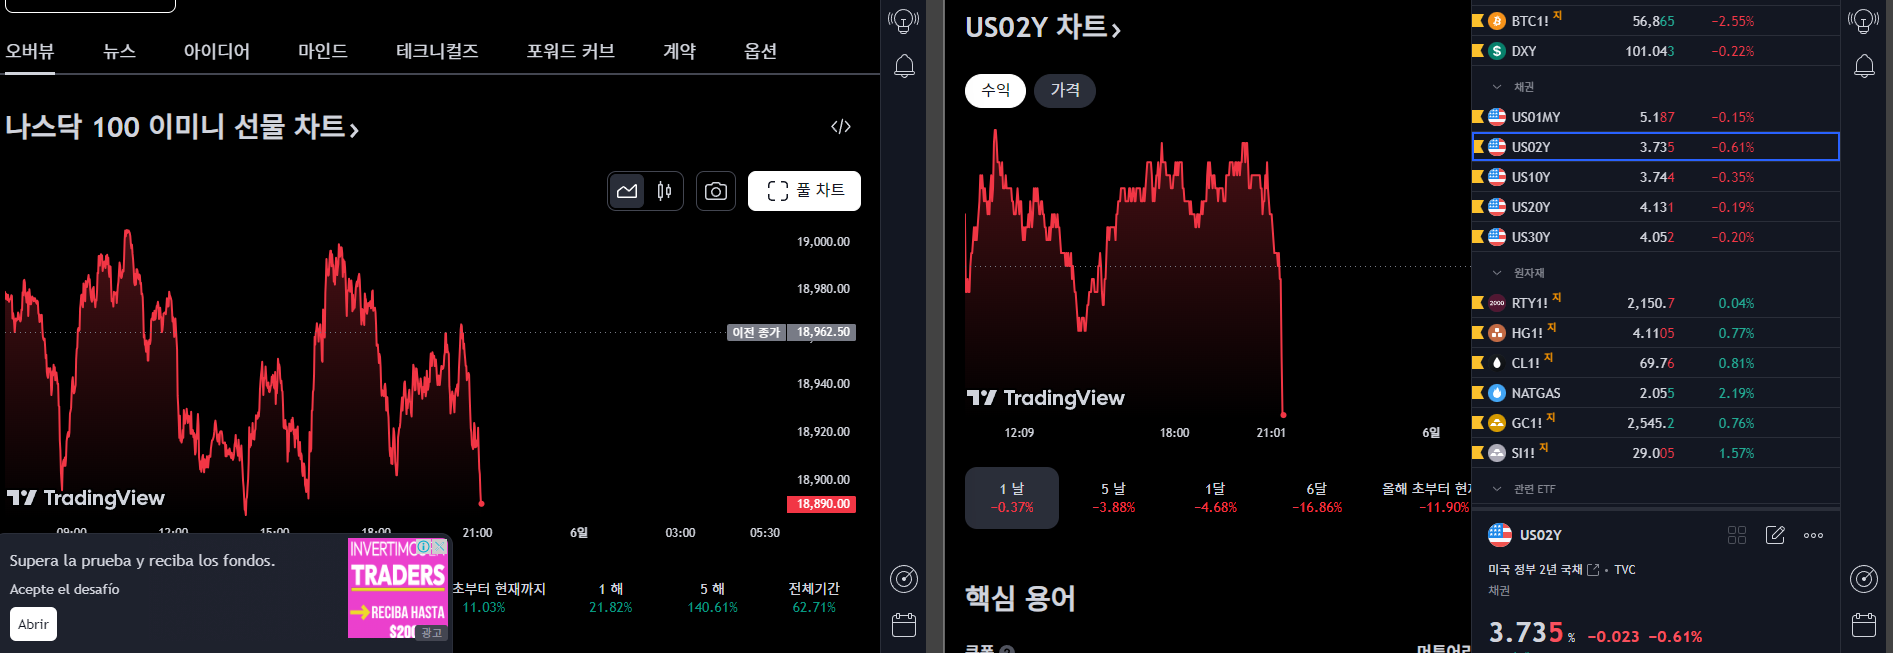 오버뷰 뉴스 아이디어 마인드 테크니컬즈 포워드 커브 계약 옵션
나스닥 100 이미니 선물 차트 ›
</>
풀 차트
19,000.00
18,980.00
이전 종가 18,962.50
18,940.00
18,920.00
18,900.00
18,890.00
TradingView
09:00 12:00 15:00 18:00 21:00 6일 03:00 05:30
Supera la prueba y reciba los fondos.
Acepte el desafío
Abrir
TRADERS
RECIBA HASTA
광고
초부터 현재까지 1 해 5 해 전체기간
11.03% 21.82% 140.61% 62.71%
US02Y 차트 ›
수익 가격
TradingView
12:09 18:00 21:01 6일
1 날 5 날 1달 6달 올해 초부터 현재
−0.37% −3.88% −4.68% −16.86% −11.90%
핵심 용어
쿠폰
BTC1! 지 56,865 −2.55%
DXY 101.043 −0.22%
채권
US01MY 5.187 −0.15%
US02Y 3.735 −0.61%
US10Y 3.744 −0.35%
US20Y 4.131 −0.19%
US30Y 4.052 −0.20%
원자재
RTY1! 지 2,150.7 0.04%
HG1! 지 4.1105 0.77%
CL1! 지 69.76 0.81%
NATGAS 2.055 2.19%
GC1! 지 2,545.2 0.76%
SI1! 지 29.005 1.57%
관련 ETF
US02Y
미국 정부 2년 국채 • TVC
채권
3.735 % −0.023 −0.61%